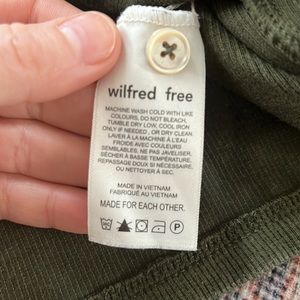 wilfred free
MACHINE WASH COLD WITH LIKE
COLOURS, DO NOT BLEACH,
TUMBLE DRY LOW, COOL IRON
ONLY IF NEEDED , OR DRY CLEAN.
LAVER À LA MACHINE À L'EAU
FROIDE AVEC COULEURS
SEMBLABLES, NE PAS JAVELISER,
SÉCHER À BASSE TEMPÉRATURE,
REPASSAGE DOUX SI NÉCESSAIRE,
OU NETTOYER À SEC.
MADE IN VIETNAM
FABRIQUÉ AU VIETNAM
MADE FOR EACH OTHER.
P